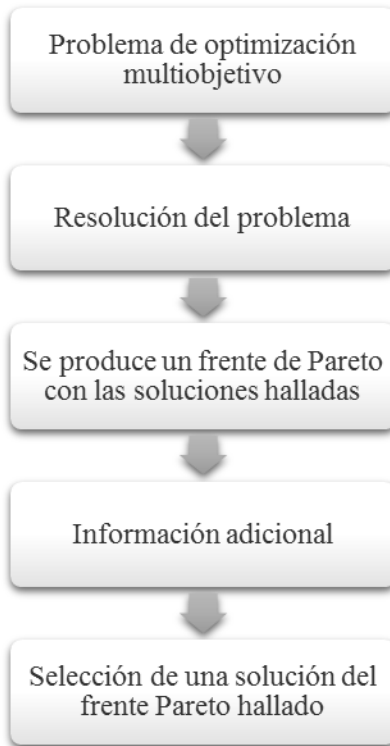 Problema de optimización
multiobjetivo
Resolución del problema
Se produce un frente de Pareto
con las soluciones halladas
Información adicional
Selección de una solución del
frente Pareto hallado